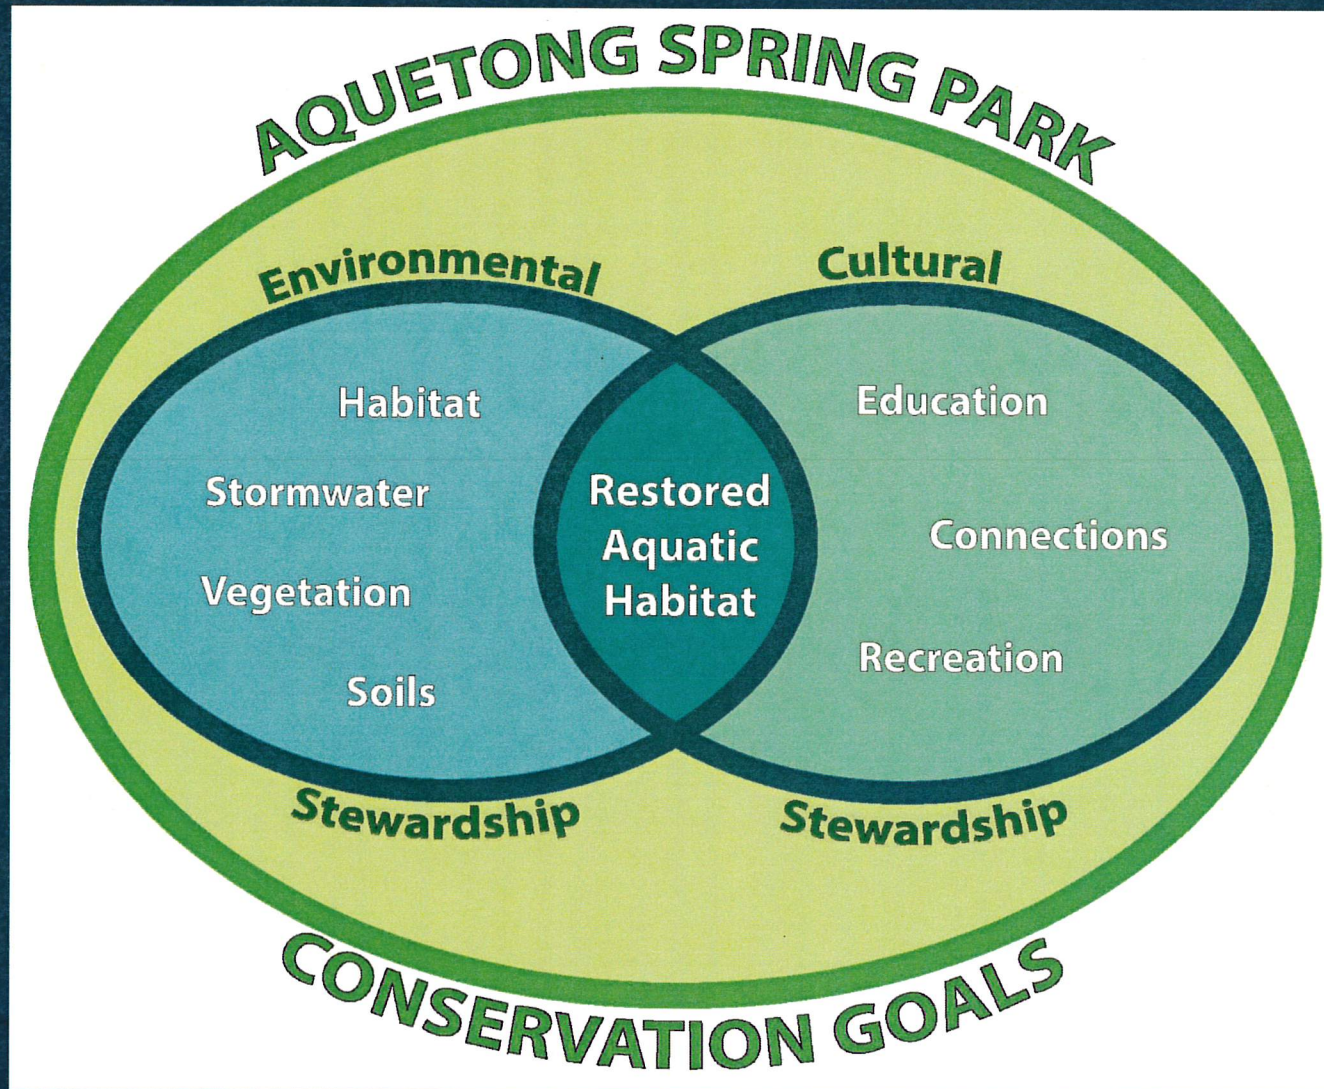 AQUETONG SPRING PARK
Environmental
Habitat
Stormwater
Vegetation
Soils
Stewardship
Restored
Aquatic
Habitat
Cultural
Education
Connections
Recreation
Stewardship
CONSERVATION GOALS